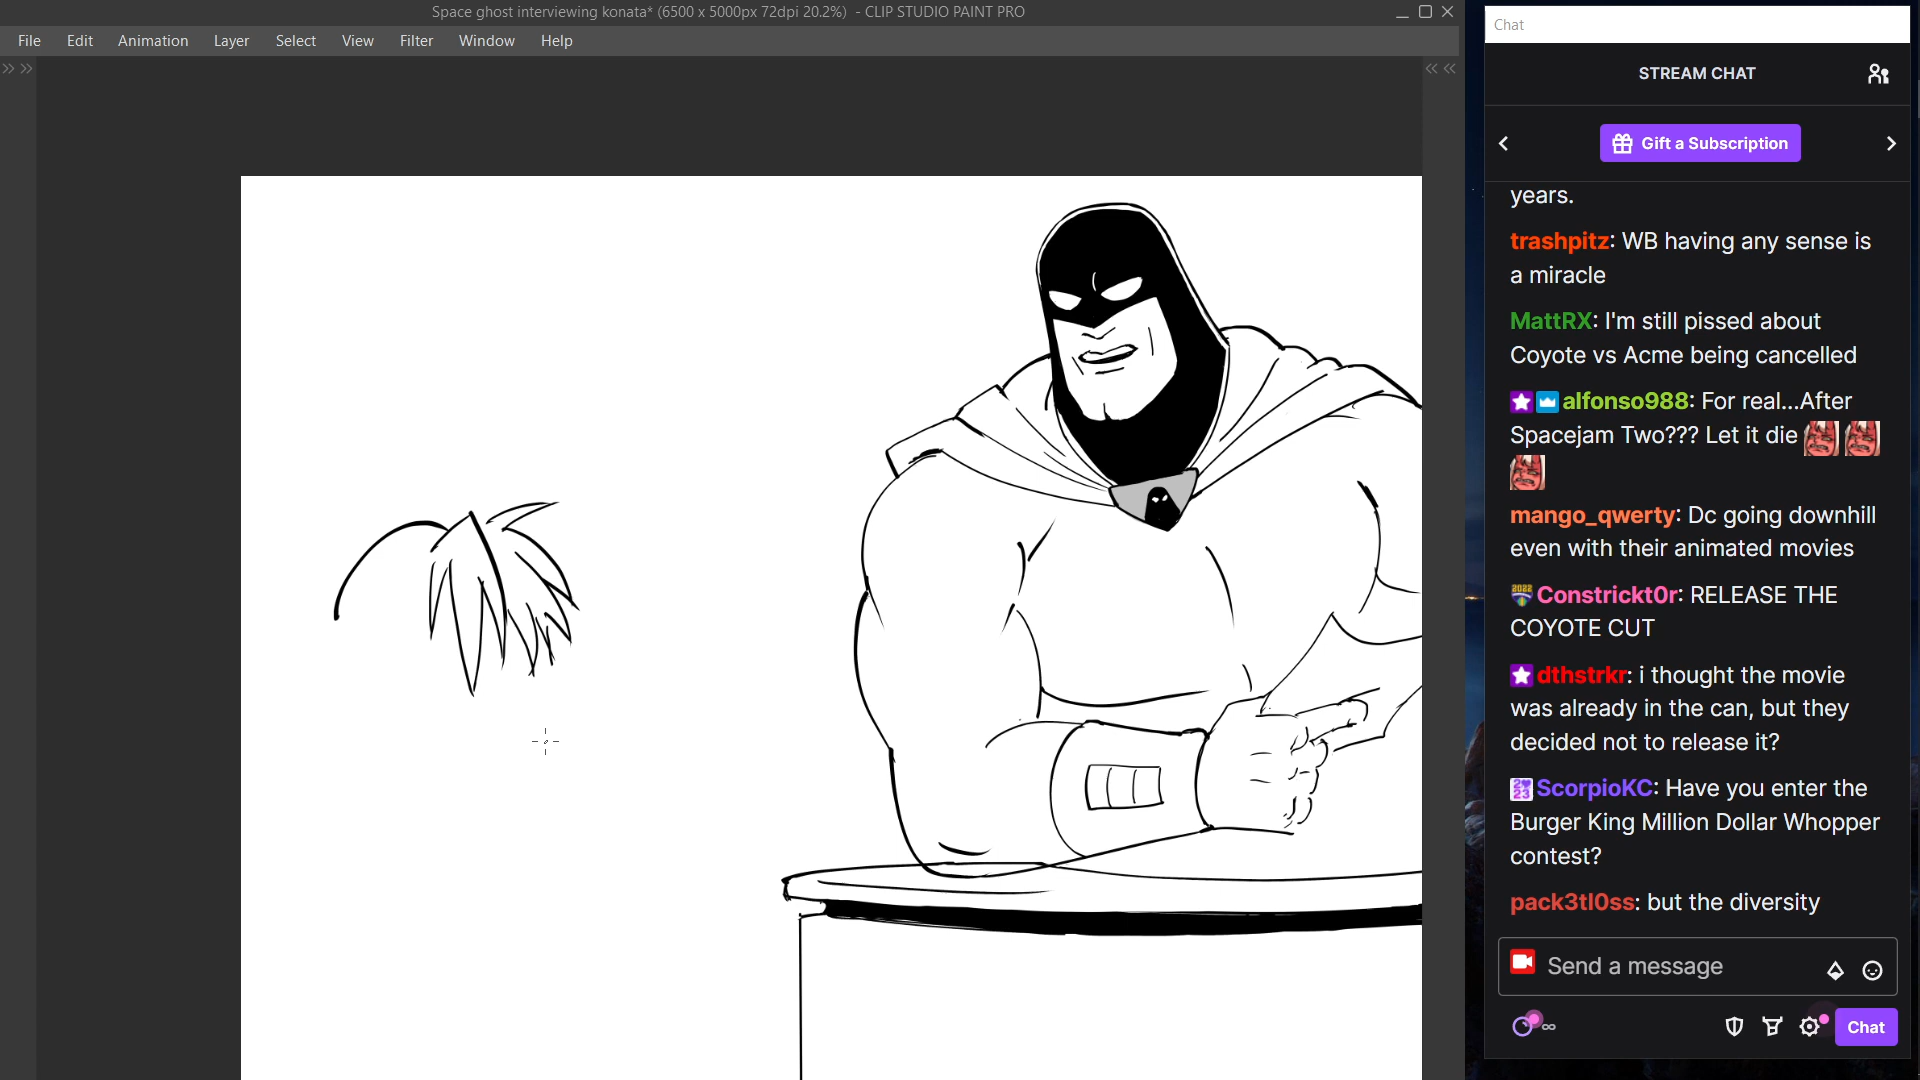 Space ghost interviewing konata* (6500 x 5000px 72dpi 20.2%) - CLIP STUDIO PAINT PRO
File Edit Animation Layer Select View Filter Window Help
Chat
STREAM CHAT
Gift a Subscription
years.
trashpitz: WB having any sense is
a miracle
MattRX: I'm still pissed about
Coyote vs Acme being cancelled
alfonso988: For real...After
Spacejam Two??? Let it die
mango_qwerty: Dc going downhill
even with their animated movies
2022 Constrickt0r: RELEASE THE
COYOTE CUT
dthstrkr: i thought the movie
was already in the can, but they
decided not to release it?
ScorpioKC: Have you enter the
Burger King Million Dollar Whopper
contest?
pack3tl0ss: but the diversity
Send a message
Chat